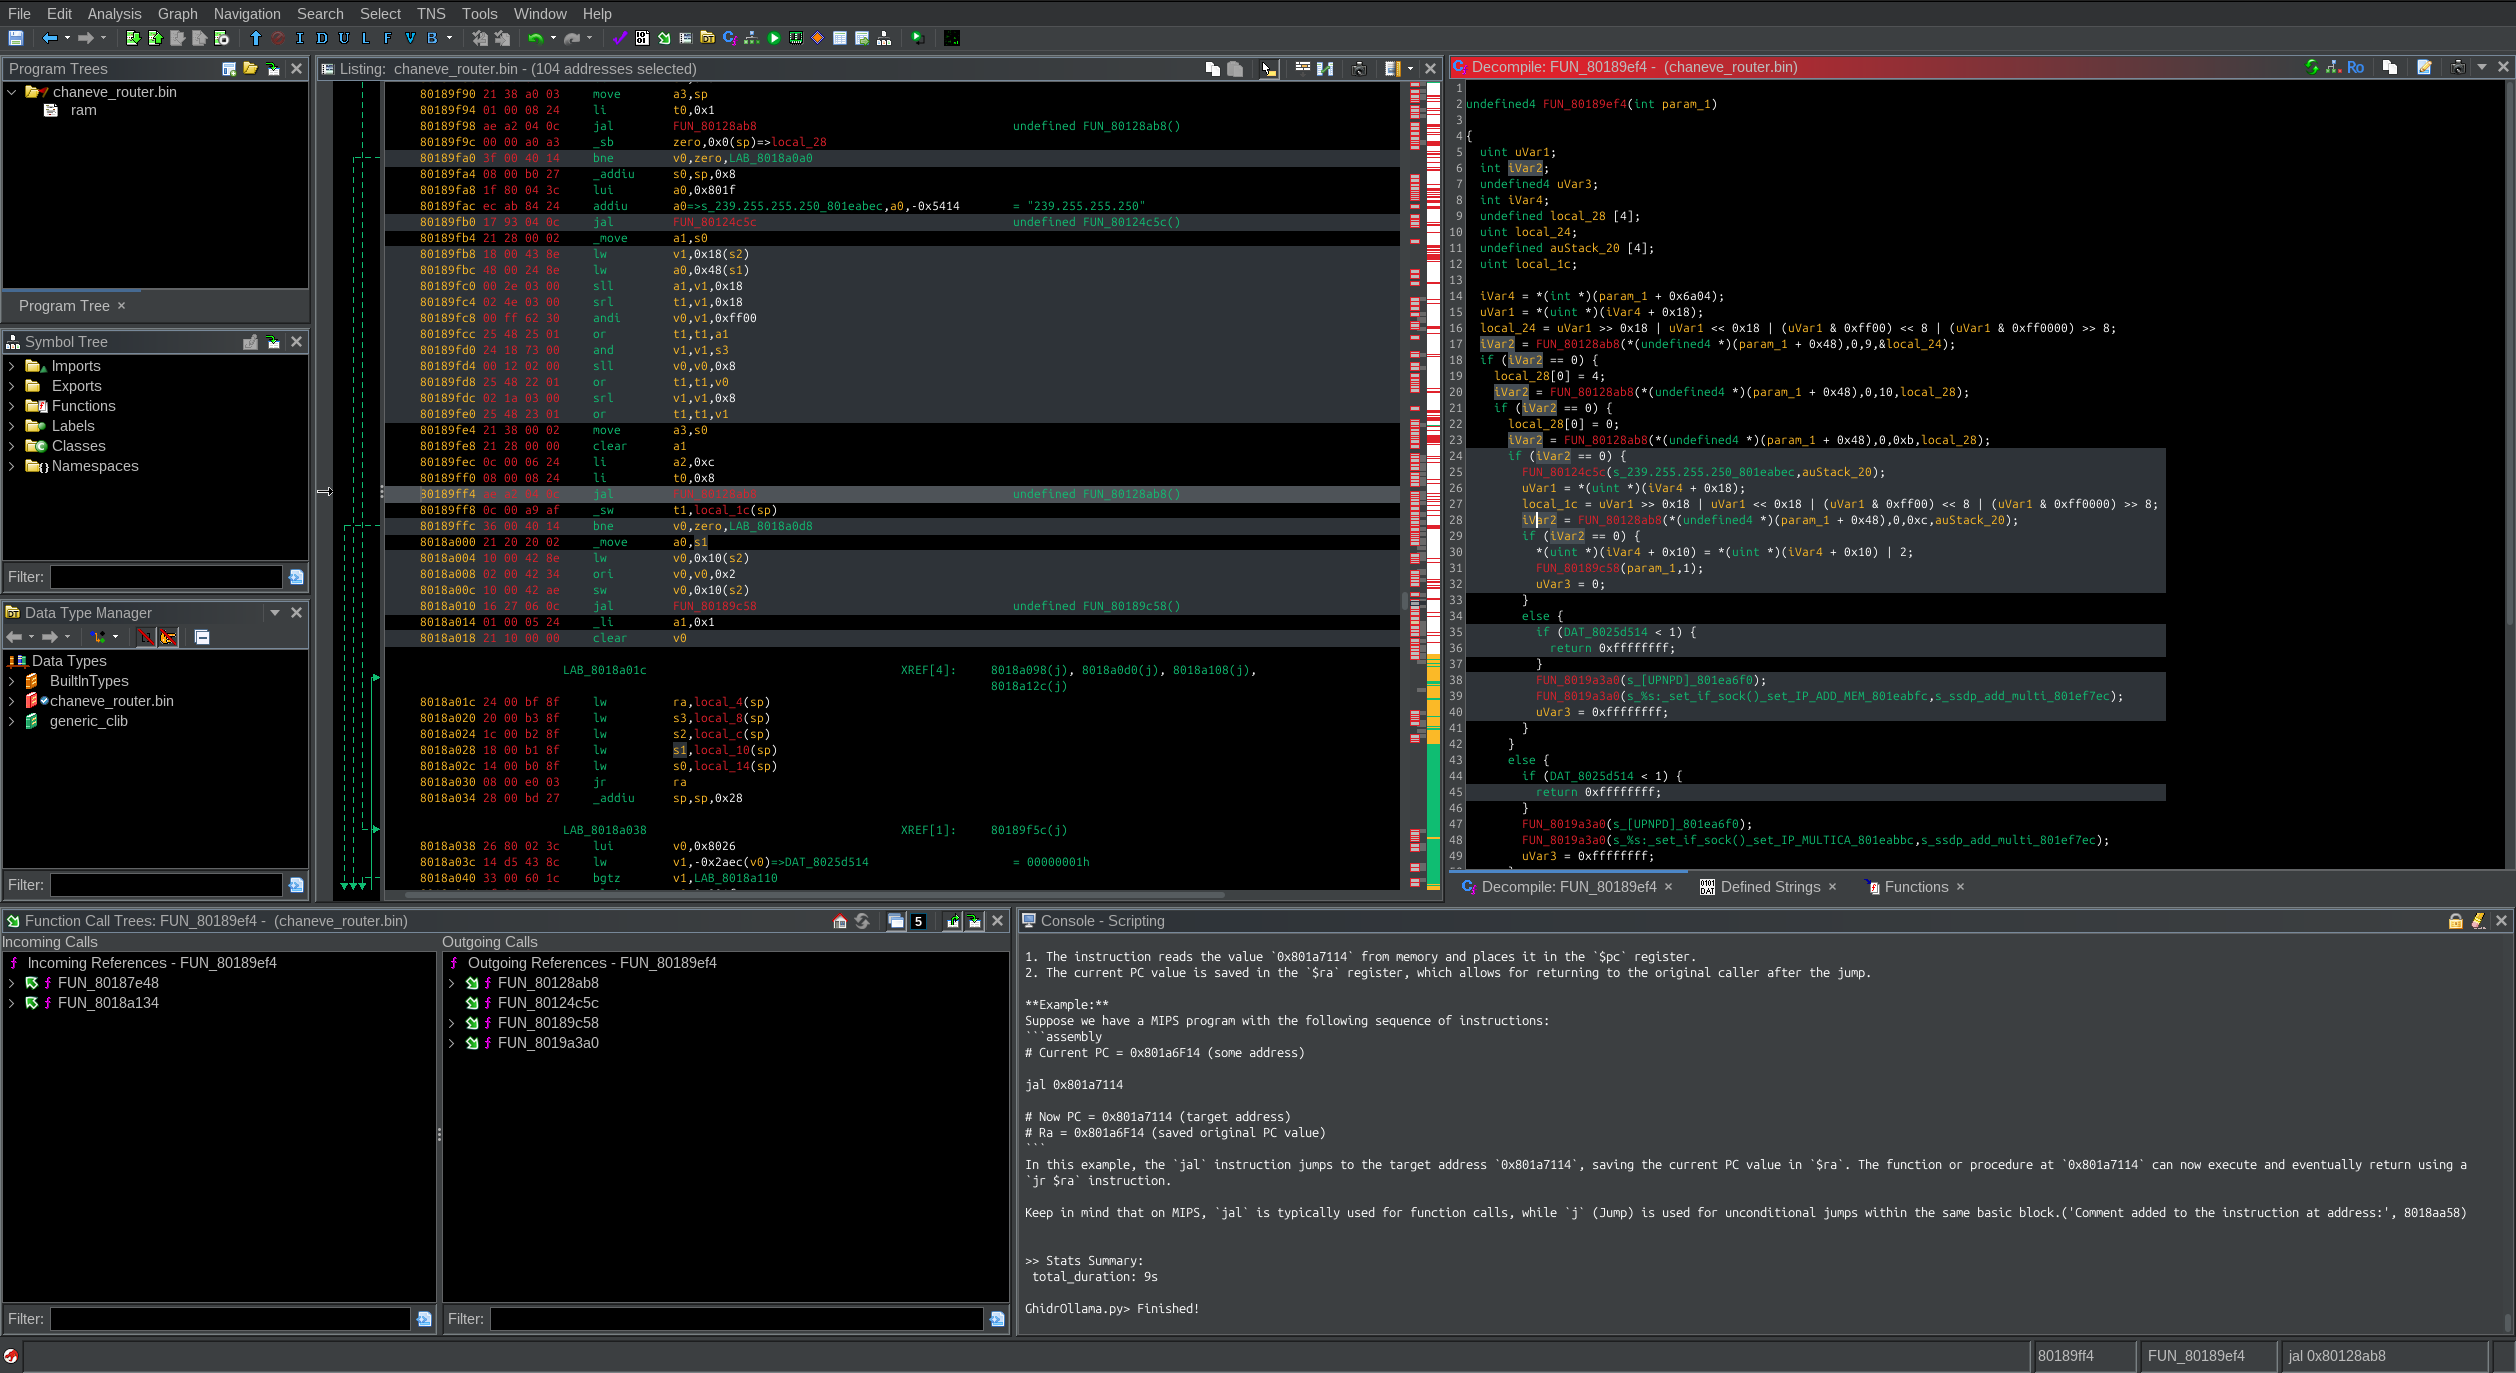 File Edit Analysis Graph Navigation Search Select TNS Tools Window Help
I D U L F V B
Program Trees
chaneve_router.bin
ram
Program Tree ×
Symbol Tree
Imports
Exports
Functions
Labels
Classes
Namespaces
Filter:
Data Type Manager
Data Types
BuiltInTypes
chaneve_router.bin
generic_clib
Filter:
Listing: chaneve_router.bin - (104 addresses selected)
80189f90 21 38 a0 03 move a3,sp
80189f94 01 00 08 24 li t0,0x1
80189f98 ae a2 04 0c jal FUN_80128ab8 undefined FUN_80128ab8()
80189f9c 00 00 a0 a3 _sb zero,0x0(sp)=>local_28
80189fa0 3f 00 40 14 bne v0,zero,LAB_8018a0a0
80189fa4 08 00 b0 27 _addiu s0,sp,0x8
80189fa8 1f 80 04 3c lui a0,0x801f
80189fac ec ab 84 24 addiu a0=>s_239.255.255.250_801eabec,a0,-0x5414 = "239.255.255.250"
80189fb0 17 93 04 0c jal FUN_80124c5c undefined FUN_80124c5c()
80189fb4 21 28 00 02 _move a1,s0
80189fb8 18 00 43 8e lw v1,0x18(s2)
80189fbc 48 00 24 8e lw a0,0x48(s1)
80189fc0 00 2e 03 00 sll a1,v1,0x18
80189fc4 02 4e 03 00 srl t1,v1,0x18
80189fc8 00 ff 62 30 andi v0,v1,0xff00
80189fcc 25 48 25 01 or t1,t1,a1
80189fd0 24 18 73 00 and v1,v1,s3
80189fd4 00 12 02 00 sll v0,v0,0x8
80189fd8 25 48 22 01 or t1,t1,v0
80189fdc 02 1a 03 00 srl v1,v1,0x8
80189fe0 25 48 23 01 or t1,t1,v1
80189fe4 21 38 00 02 move a3,s0
80189fe8 21 28 00 00 clear a1
80189fec 0c 00 06 24 li a2,0xc
80189ff0 08 00 08 24 li t0,0x8
80189ff4 ae a2 04 0c jal FUN_80128ab8 undefined FUN_80128ab8()
80189ff8 0c 00 a9 af _sw t1,local_1c(sp)
80189ffc 36 00 40 14 bne v0,zero,LAB_8018a0d8
8018a000 21 20 20 02 _move a0,s1
8018a004 10 00 42 8e lw v0,0x10(s2)
8018a008 02 00 42 34 ori v0,v0,0x2
8018a00c 10 00 42 ae sw v0,0x10(s2)
8018a010 16 27 06 0c jal FUN_80189c58 undefined FUN_80189c58()
8018a014 01 00 05 24 _li a1,0x1
8018a018 21 10 00 00 clear v0
LAB_8018a01c XREF[4]: 8018a098(j), 8018a0d0(j), 8018a108(j),
8018a12c(j)
8018a01c 24 00 bf 8f lw ra,local_4(sp)
8018a020 20 00 b3 8f lw s3,local_8(sp)
8018a024 1c 00 b2 8f lw s2,local_c(sp)
8018a028 18 00 b1 8f lw s1,local_10(sp)
8018a02c 14 00 b0 8f lw s0,local_14(sp)
8018a030 08 00 e0 03 jr ra
8018a034 28 00 bd 27 _addiu sp,sp,0x28
LAB_8018a038 XREF[1]: 80189f5c(j)
8018a038 26 80 02 3c lui v0,0x8026
8018a03c 14 d5 43 8c lw v1,-0x2aec(v0)=>DAT_8025d514 = 00000001h
8018a040 33 00 60 1c bgtz v1,LAB_8018a110
Decompile: FUN_80189ef4 - (chaneve_router.bin)
Ro
1
2 undefined4 FUN_80189ef4(int param_1)
3
4 {
5 uint uVar1;
6 int iVar2;
7 undefined4 uVar3;
8 int iVar4;
9 undefined local_28 [4];
10 uint local_24;
11 undefined auStack_20 [4];
12 uint local_1c;
13
14 iVar4 = *(int *)(param_1 + 0x6a04);
15 uVar1 = *(uint *)(iVar4 + 0x18);
16 local_24 = uVar1 >> 0x18 | uVar1 << 0x18 | (uVar1 & 0xff00) << 8 | (uVar1 & 0xff0000) >> 8;
17 iVar2 = FUN_80128ab8(*(undefined4 *)(param_1 + 0x48),0,9,&local_24);
18 if (iVar2 == 0) {
19 local_28[0] = 4;
20 iVar2 = FUN_80128ab8(*(undefined4 *)(param_1 + 0x48),0,10,local_28);
21 if (iVar2 == 0) {
22 local_28[0] = 0;
23 iVar2 = FUN_80128ab8(*(undefined4 *)(param_1 + 0x48),0,0xb,local_28);
24 if (iVar2 == 0) {
25 FUN_80124c5c(s_239.255.255.250_801eabec,auStack_20);
26 uVar1 = *(uint *)(iVar4 + 0x18);
27 local_1c = uVar1 >> 0x18 | uVar1 << 0x18 | (uVar1 & 0xff00) << 8 | (uVar1 & 0xff0000) >> 8;
28 iVar2 = FUN_80128ab8(*(undefined4 *)(param_1 + 0x48),0,0xc,auStack_20);
29 if (iVar2 == 0) {
30 *(uint *)(iVar4 + 0x10) = *(uint *)(iVar4 + 0x10) | 2;
31 FUN_80189c58(param_1,1);
32 uVar3 = 0;
33 }
34 else {
35 if (DAT_8025d514 < 1) {
36 return 0xffffffff;
37 }
38 FUN_8019a3a0(s_[UPNPD]_801ea6f0);
39 FUN_8019a3a0(s_%s:_set_if_sock()_set_IP_ADD_MEM_801eabfc,s_ssdp_add_multi_801ef7ec);
40 uVar3 = 0xffffffff;
41 }
42 }
43 else {
44 if (DAT_8025d514 < 1) {
45 return 0xffffffff;
46 }
47 FUN_8019a3a0(s_[UPNPD]_801ea6f0);
48 FUN_8019a3a0(s_%s:_set_if_sock()_set_IP_MULTICA_801eabbc,s_ssdp_add_multi_801ef7ec);
49 uVar3 = 0xffffffff;
Decompile: FUN_80189ef4 × Defined Strings × Functions ×
Function Call Trees: FUN_80189ef4 - (chaneve_router.bin)
5
Incoming Calls
Incoming References - FUN_80189ef4
FUN_80187e48
FUN_8018a134
Filter:
Outgoing Calls
Outgoing References - FUN_80189ef4
FUN_80128ab8
FUN_80124c5c
FUN_80189c58
FUN_8019a3a0
Filter:
Console - Scripting
1. The instruction reads the value `0x801a7114` from memory and places it in the `$pc` register.
2. The current PC value is saved in the `$ra` register, which allows for returning to the original caller after the jump.
**Example:**
Suppose we have a MIPS program with the following sequence of instructions:
```assembly
# Current PC = 0x801a6F14 (some address)
jal 0x801a7114
# Now PC = 0x801a7114 (target address)
# Ra = 0x801a6F14 (saved original PC value)
```
In this example, the `jal` instruction jumps to the target address `0x801a7114`, saving the current PC value in `$ra`. The function or procedure at `0x801a7114` can now execute and eventually return using a
`jr $ra` instruction.
Keep in mind that on MIPS, `jal` is typically used for function calls, while `j` (Jump) is used for unconditional jumps within the same basic block.('Comment added to the instruction at address:', 8018aa58)
>> Stats Summary:
total_duration: 9s
GhidrOllama.py> Finished!
80189ff4 FUN_80189ef4 jal 0x80128ab8